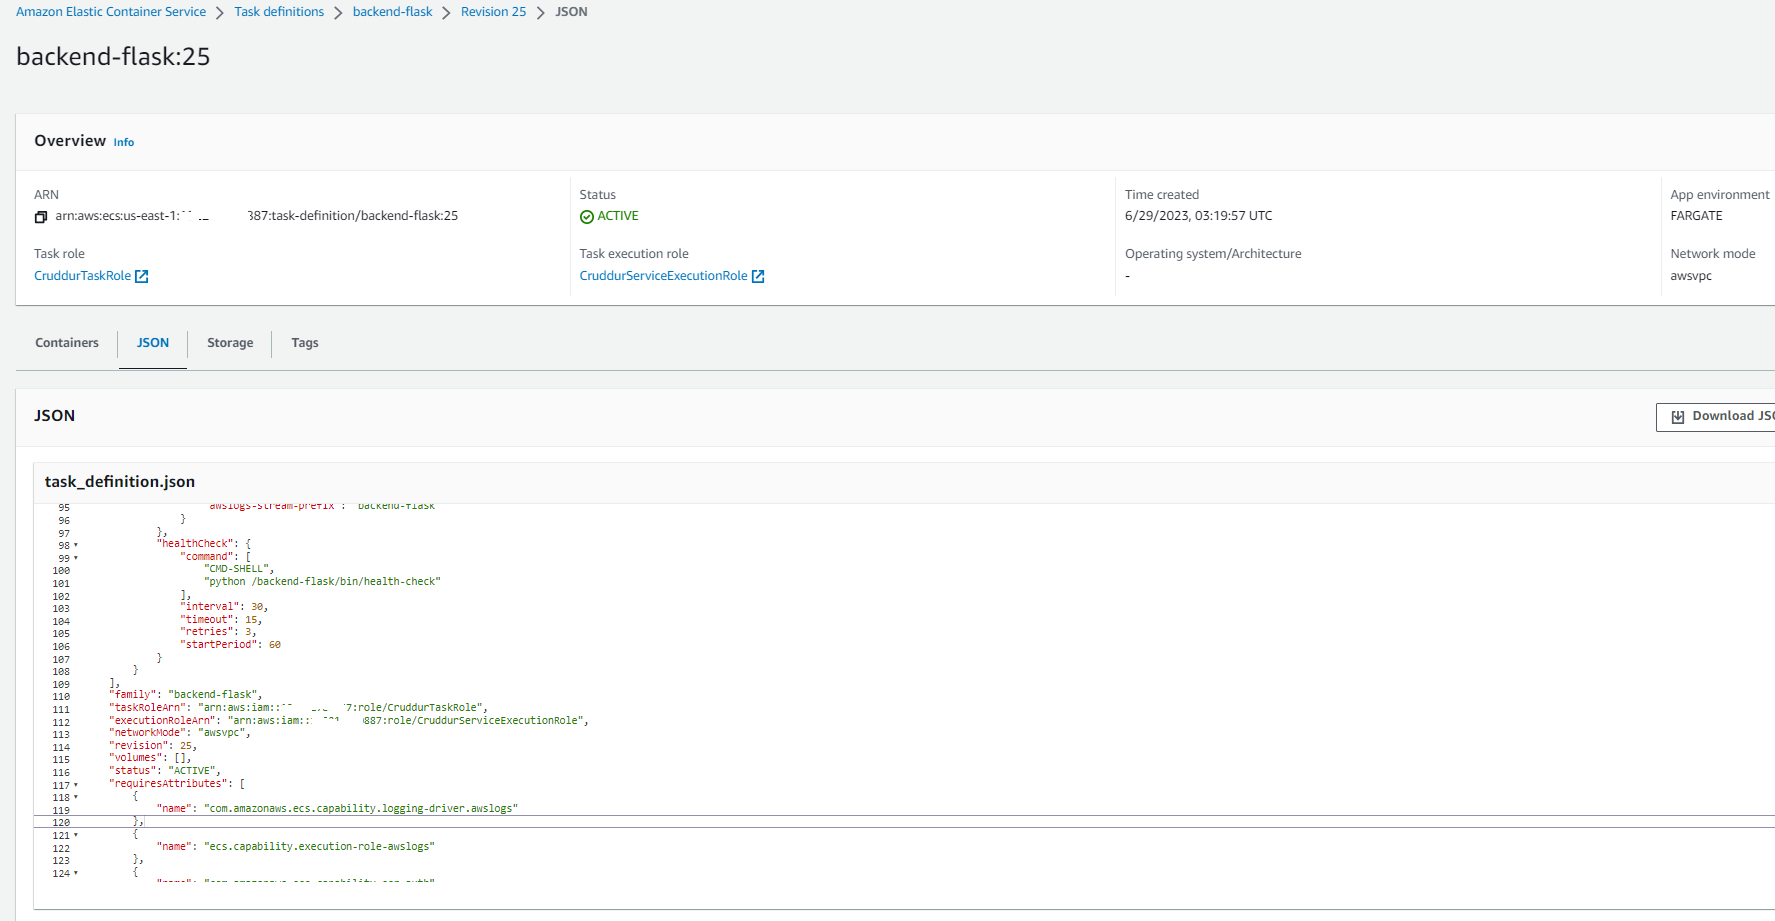 Amazon Elastic Container Service > Task definitions > backend-flask > Revision 25 > JSON
backend-flask:25
Overview Info
ARN
arn:aws:ecs:us-east-1: 387:task-definition/backend-flask:25
Status
ACTIVE
Time created
6/29/2023, 03:19:57 UTC
App environment
FARGATE
Task role
CruddurTaskRole
Task execution role
CruddurServiceExecutionRole
Operating system/Architecture
-
Network mode
awsvpc
Containers JSON Storage Tags
JSON
Download JSO
task_definition.json
95 "awslogs-stream-prefix": "backend-flask"
96 }
97 },
98 "healthCheck": {
99 "command": [
100 "CMD-SHELL",
101 "python /backend-flask/bin/health-check"
102 ],
103 "interval": 30,
104 "timeout": 15,
105 "retries": 3,
106 "startPeriod": 60
107 }
108 }
109 ],
110 "family": "backend-flask",
111 "taskRoleArn": "arn:aws:iam:: 7:role/CruddurTaskRole",
112 "executionRoleArn": "arn:aws:iam:: 887:role/CruddurServiceExecutionRole",
113 "networkMode": "awsvpc",
114 "revision": 25,
115 "volumes": [],
116 "status": "ACTIVE",
117 "requiresAttributes": [
118 {
119 "name": "com.amazonaws.ecs.capability.logging-driver.awslogs"
120 },
121 {
122 "name": "ecs.capability.execution-role-awslogs"
123 },
124 {